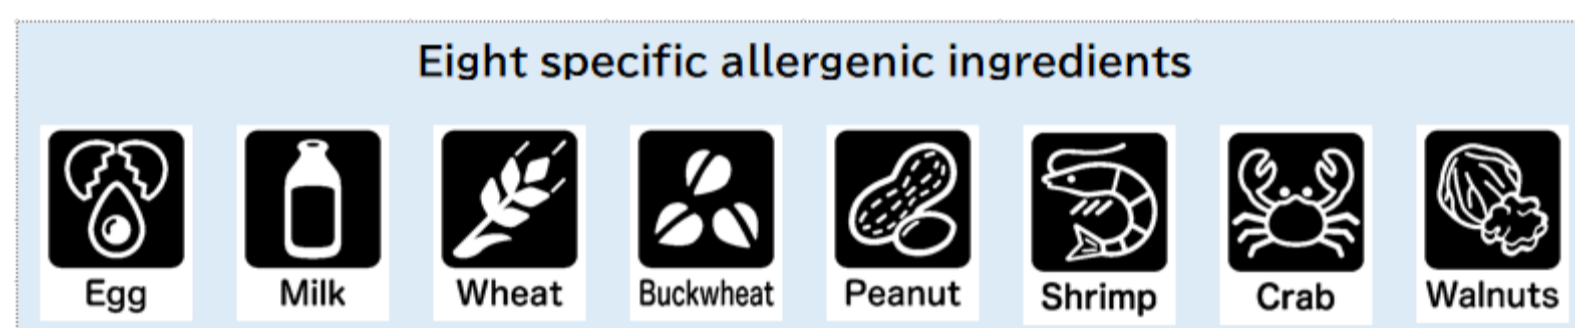 Eight specific allergenic ingredients
Egg Milk Wheat Buckwheat Peanut Shrimp Crab Walnuts